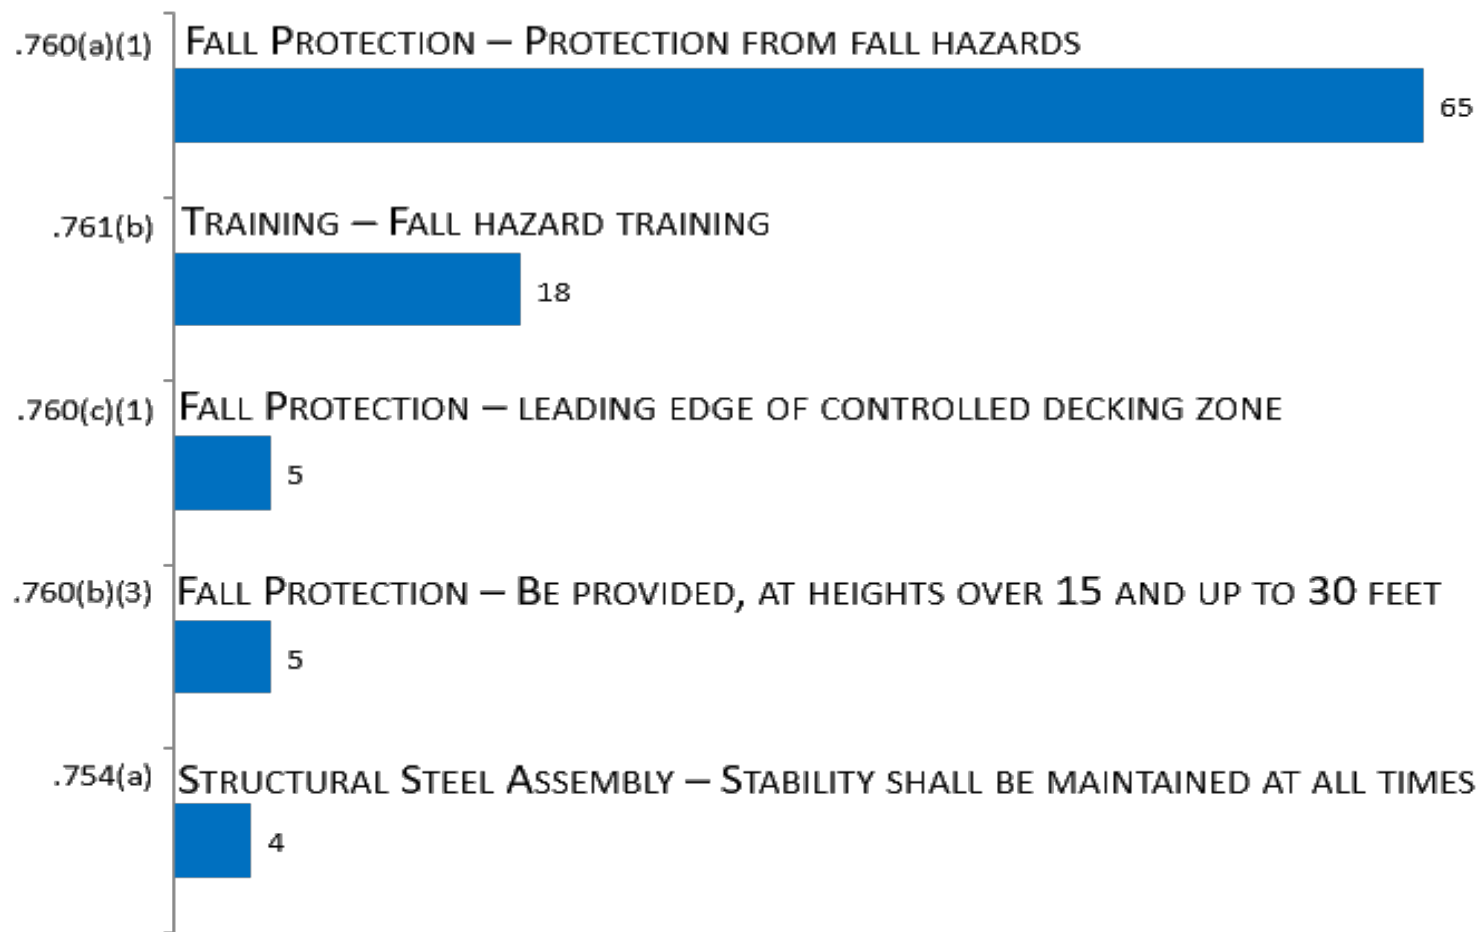 .760(a)(1) FALL PROTECTION – PROTECTION FROM FALL HAZARDS
65
.761(b) TRAINING – FALL HAZARD TRAINING
18
.760(c)(1) FALL PROTECTION – LEADING EDGE OF CONTROLLED DECKING ZONE
5
.760(b)(3) FALL PROTECTION – BE PROVIDED, AT HEIGHTS OVER 15 AND UP TO 30 FEET
5
.754(a) STRUCTURAL STEEL ASSEMBLY – STABILITY SHALL BE MAINTAINED AT ALL TIMES
4